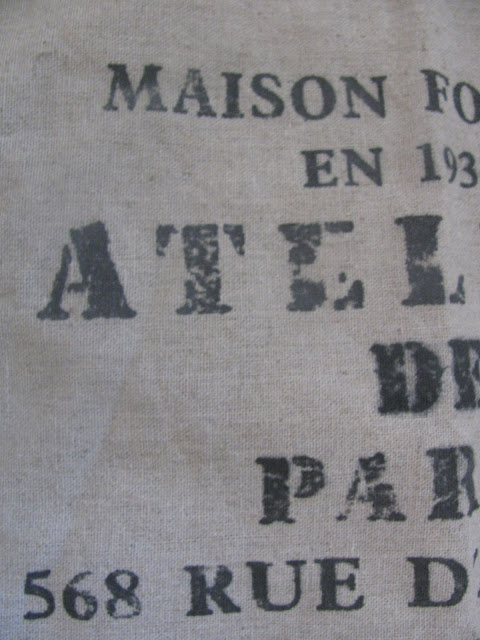 MAISON FO
EN 193
ATEL
DE
PAR
568 RUE D'